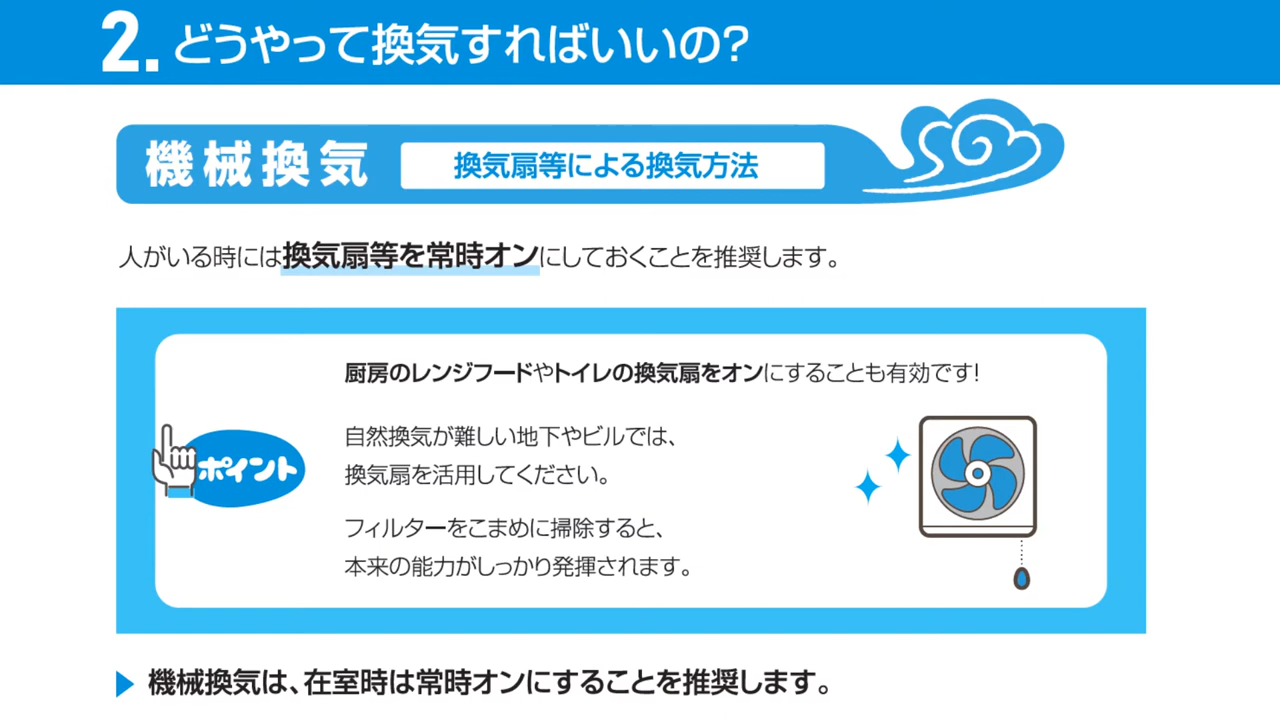 2. どうやって換気すればいいの?
機械換気 換気扇等による換気方法
人がいる時には換気扇等を常時オンにしておくことを推奨します。
厨房のレンジフードやトイレの換気扇をオンにすることも有効です!
自然換気が難しい地下やビルでは、
換気扇を活用してください。
ポイント
フィルターをこまめに掃除すると、
本来の能力がしっかり発揮されます。
機械換気は、在室時は常時オンにすることを推奨します。